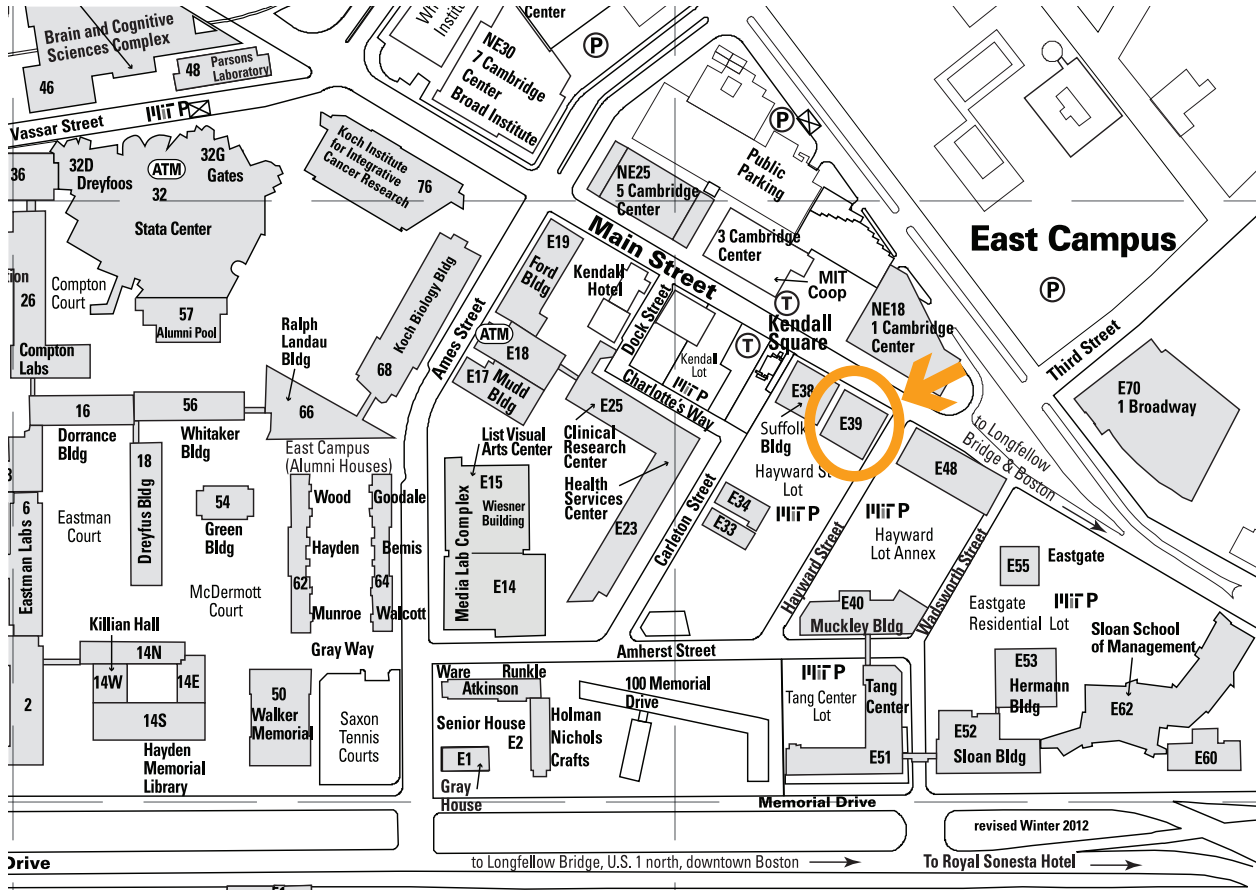 Brain and Cognitive
Sciences Complex
46
48
Parsons
Laboratory
Center
NE30
7 Cambridge
Center
Broad Institute
P
MIT P
Vassar Street
36
32D
Dreyfoos
ATM
32G
Gates
32
Stata Center
Koch Institute
for Integrative
Cancer Research
76
NE25
5 Cambridge
Center
P
Public
Parking
East Campus
P
Main Street
3 Cambridge
Center
MIT
Coop
T
Kendall
Square
T
NE18
1 Cambridge
Center
Third Street
E70
1 Broadway
26
Compton
Court
57
Alumni Pool
Compton
Labs
Ralph
Landau
Bldg
Koch Biology Bldg
68
Ames Street
E19
Ford
Bldg
Kendall
Hotel
Dock Street
Kendall
Lot
MIT P
ATM
E18
E17
Mudd
Bldg
Charlotte's Way
E25
E38
Suffolk
Bldg
E39
to Longfellow
Bridge & Boston
16
56
66
Dorrance
Bldg
Whitaker
Bldg
18
Dreyfus Bldg
East Campus
(Alumni Houses)
List Visual
Arts Center
Clinical
Research
Center
Health
Services
Center
Hayward St
Lot
MIT P
E48
MIT P
Hayward
Lot Annex
6
Eastman Labs
Eastman
Court
54
Green
Bldg
McDermott
Court
Wood
Hayden
62
Munroe
Goodale
Bemis
64
Walcott
Gray Way
Media Lab Complex
E15
Wiesner
Building
E14
E23
Carleton Street
E34
E33
Hayward Street
Wadsworth Street
E55
Eastgate
Eastgate
Residential Lot
MIT P
E40
Muckley Bldg
Sloan School
of Management
Killian Hall
14N
14W
14E
14S
Hayden
Memorial
Library
2
50
Walker
Memorial
Saxon
Tennis
Courts
Amherst Street
Ware
Runkle
Atkinson
Senior House
E2
Holman
Nichols
Crafts
E1
Gray
House
100 Memorial
Drive
MIT P
Tang Center
Lot
Tang
Center
E51
E53
Hermann
Bldg
E52
Sloan Bldg
E62
E60
Memorial Drive
revised Winter 2012
Drive
to Longfellow Bridge, U.S. 1 north, downtown Boston
To Royal Sonesta Hotel